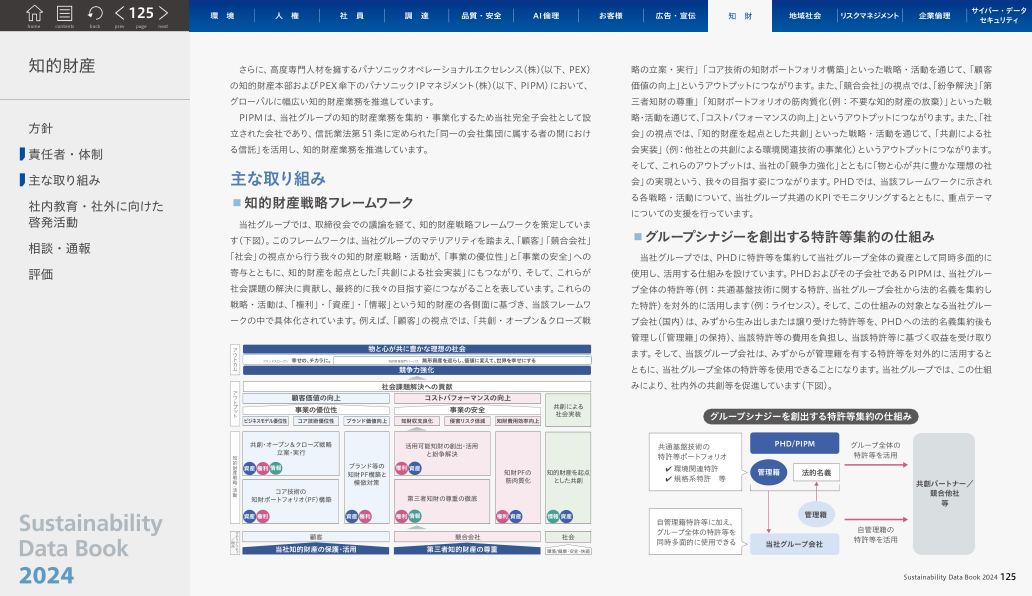 home
contents
back
prev
125
page
next
環 境
人 権
社 員
調 達
品質・安全
AI倫理
お客様
広告・宣伝
知 財
地域社会
リスクマネジメント
企業倫理
サイバー・データ
セキュリティ
知的財産
方針
責任者・体制
主な取り組み
社内教育・社外に向けた
啓発活動
相談・通報
評価
Sustainability
Data Book
2024
さらに、高度専門人材を擁するパナソニックオペレーショナルエクセレンス(株)(以下、PEX)
の知的財産本部およびPEX傘下のパナソニックIPマネジメント(株)(以下、PIPM)において、
グローバルに幅広い知的財産業務を推進しています。
PIPMは、当社グループの知的財産業務を集約・事業化するため当社完全子会社として設
立された会社であり、信託業法第51条に定められた「同一の会社集団に属する者の間におけ
る信託」を活用し、知的財産業務を推進しています。
主な取り組み
■ 知的財産戦略フレームワーク
当社グループでは、取締役会での議論を経て、知的財産戦略フレームワークを策定していま
す(下図)。このフレームワークは、当社グループのマテリアリティを踏まえ、「顧客」「競合会社」
「社会」の視点から行う我々の知的財産戦略・活動が、「事業の優位性」と「事業の安全」への
寄与とともに、知的財産を起点とした「共創による社会実装」にもつながり、そして、これらが
社会課題の解決に貢献し、最終的に我々の目指す姿につながることを表しています。これらの
戦略・活動は、「権利」・「資産」・「情報」という知的財産の各側面に基づき、当該フレームワ
ークの中で具体化されています。例えば、「顧客」の視点では、「共創・オープン&クローズ戦
アウトカム
物と心が共に豊かな理想の社会
幸せの、チカラに。
無形資産を巡らし、価値に変えて、世界を幸せにする
競争力強化
アウトプット
社会課題解決への貢献
顧客価値の向上
コストパフォーマンスの向上
共創による
社会実装
事業の優位性
事業の安全
ビジネスモデル優位性
コア技術優位性
ブランド価値向上
知財収支良化
侵害リスク低減
知財費用効率向上
知的財産戦略・活動
共創・オープン&クローズ戦略
立案・実行
資産 権利 情報
コア技術の
知財ポートフォリオ(PF)構築
資産 権利
ブランド等の
知財PF構築と
模倣対策
資産 権利
活用可能知財の創出・活用
と紛争解決
権利 資産
第三者知財の尊重の徹底
権利 情報
知財PFの
筋肉質化
権利 資産
知的財産を起点
とした共創
情報 資産
顧客
競合会社
社会
当社知的財産の保護・活用
第三者知的財産の尊重
環境/健康・安全・快適
略の立案・実行」「コア技術の知財ポートフォリオ構築」といった戦略・活動を通じて、「顧客
価値の向上」というアウトプットにつながります。また、「競合会社」の視点では、「紛争解決」「第
三者知財の尊重」「知財ポートフォリオの筋肉質化(例：不要な知的財産の放棄)」といった戦
略・活動を通じて、「コストパフォーマンスの向上」というアウトプットにつながります。また、「社
会」の視点では、「知的財産を起点とした共創」といった戦略・活動を通じて、「共創による社
会実装」(例：他社との共創による環境関連技術の事業化)というアウトプットにつながります。
そして、これらのアウトプットは、当社の「競争力強化」とともに「物と心が共に豊かな理想の社
会」の実現という、我々の目指す姿につながります。PHDでは、当該フレームワークに示され
る各戦略・活動について、当社グループ共通のKPIでモニタリングするとともに、重点テーマ
についての支援を行っています。
■ グループシナジーを創出する特許等集約の仕組み
当社グループでは、PHDに特許等を集約して当社グループ全体の資産として同時多面的に
使用し、活用する仕組みを設けています。PHDおよびその子会社であるPIPMは、当社グルー
プ全体の特許等(例：共通基盤技術に関する特許、当社グループ会社から法的名義を集約し
た特許)を対外的に活用します(例：ライセンス)。そして、この仕組みの対象となる当社グルー
プ会社(国内)は、みずから生み出しまたは譲り受けた特許等を、PHDへの法的名義集約後も
管理し(「管理籍」の保持)、当該特許等の費用を負担し、当該特許等に基づく収益を受け取り
ます。そして、当該グループ会社は、みずからが管理籍を有する特許等を対外的に活用すると
ともに、当社グループ全体の特許等を使用できることになります。当社グループでは、この仕組
みにより、社内外の共創等を促進しています(下図)。
グループシナジーを創出する特許等集約の仕組み
共通基盤技術の
特許等ポートフォリオ
✔ 環境関連特許
✔ 規格系特許 等
PHD/PIPM
管理籍
法的名義
グループ全体の
特許等を活用
共創パートナー/
競合他社
等
管理籍
自管理籍特許等に加え、
グループ全体の特許等を
同時多面的に使用できる
当社グループ会社
自管理籍の
特許等を活用
Sustainability Data Book 2024 125